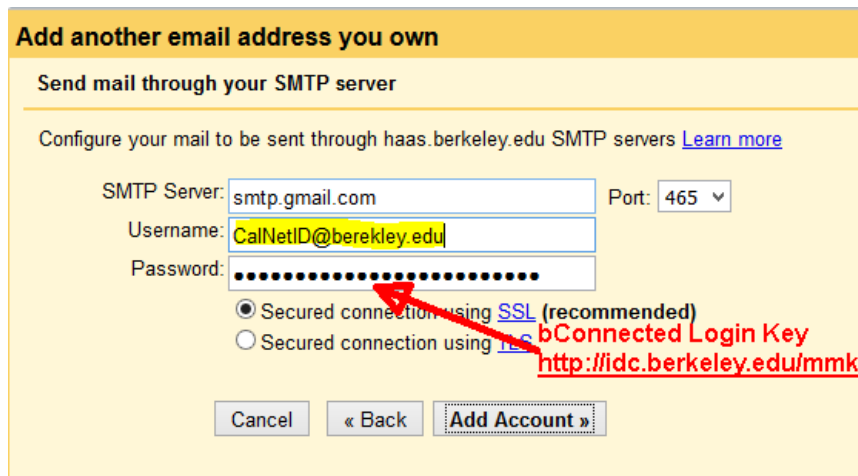 Add another email address you own
Send mail through your SMTP server
Configure your mail to be sent through haas.berkeley.edu SMTP servers Learn more
SMTP Server: smtp.gmail.com Port: 465
Username: CalNetID@berekley.edu
Password: ••••••••••••••••••••••••••
Secured connection using SSL (recommended)
Secured connection using TLS
bConnected Login Key
http://idc.berkeley.edu/mmk
Cancel « Back Add Account »